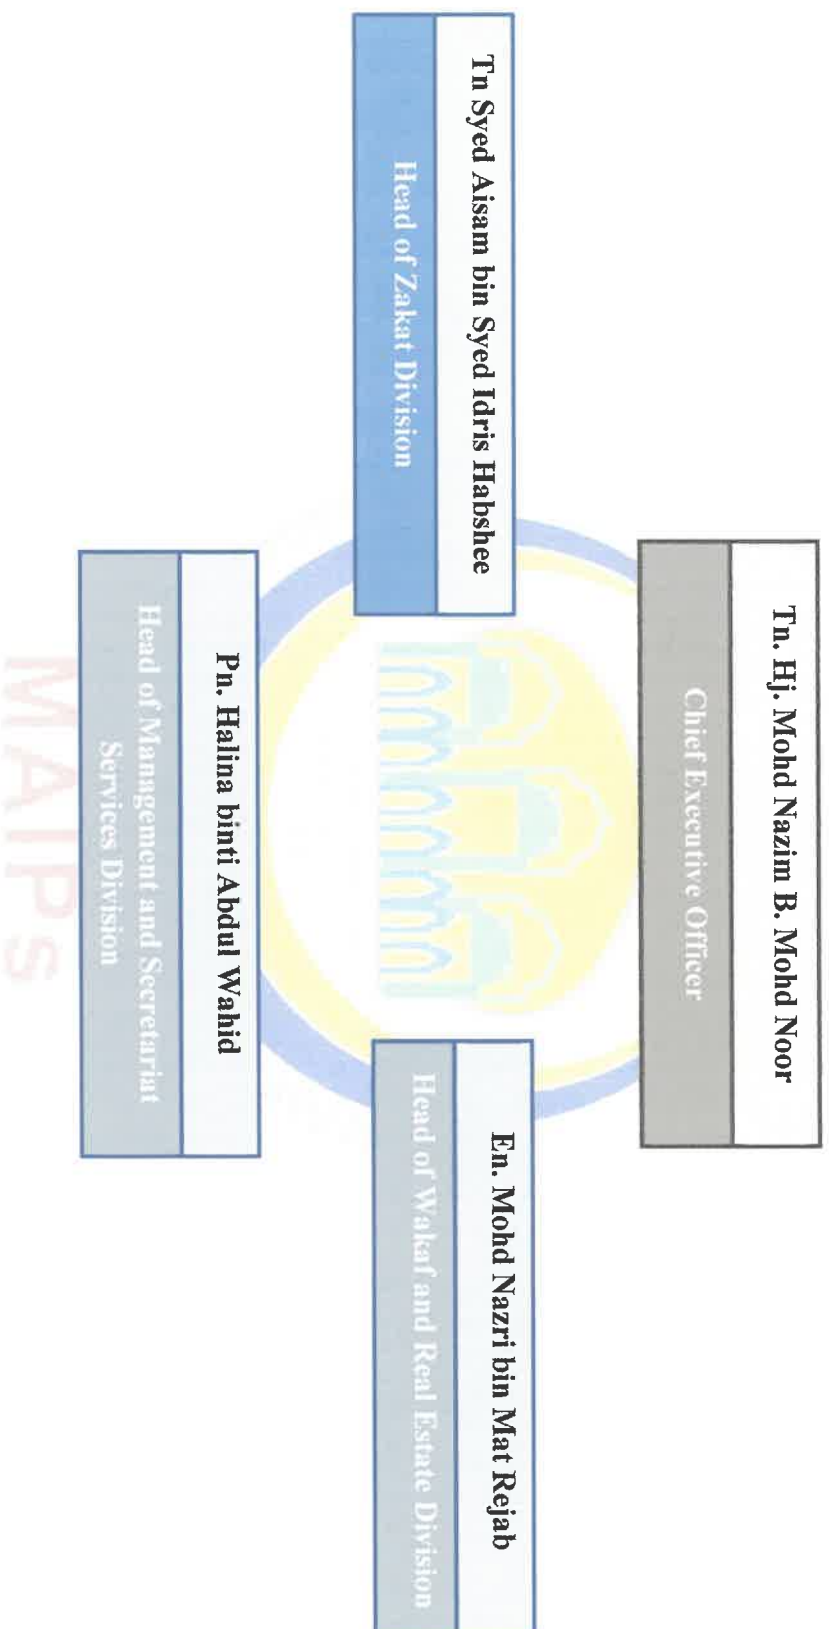 Tn. Hj. Mohd Nazim B. Mohd Noor
Chief Executive Officer
Tn Syed Aisam bin Syed Idris Habshee
Head of Zakat Division
En. Mohd Nazri bin Mat Rejab
Head of Wakaf and Real Estate Division
Pn. Halina binti Abdul Wahid
Head of Management and Secretariat
Services Division
MAIPS